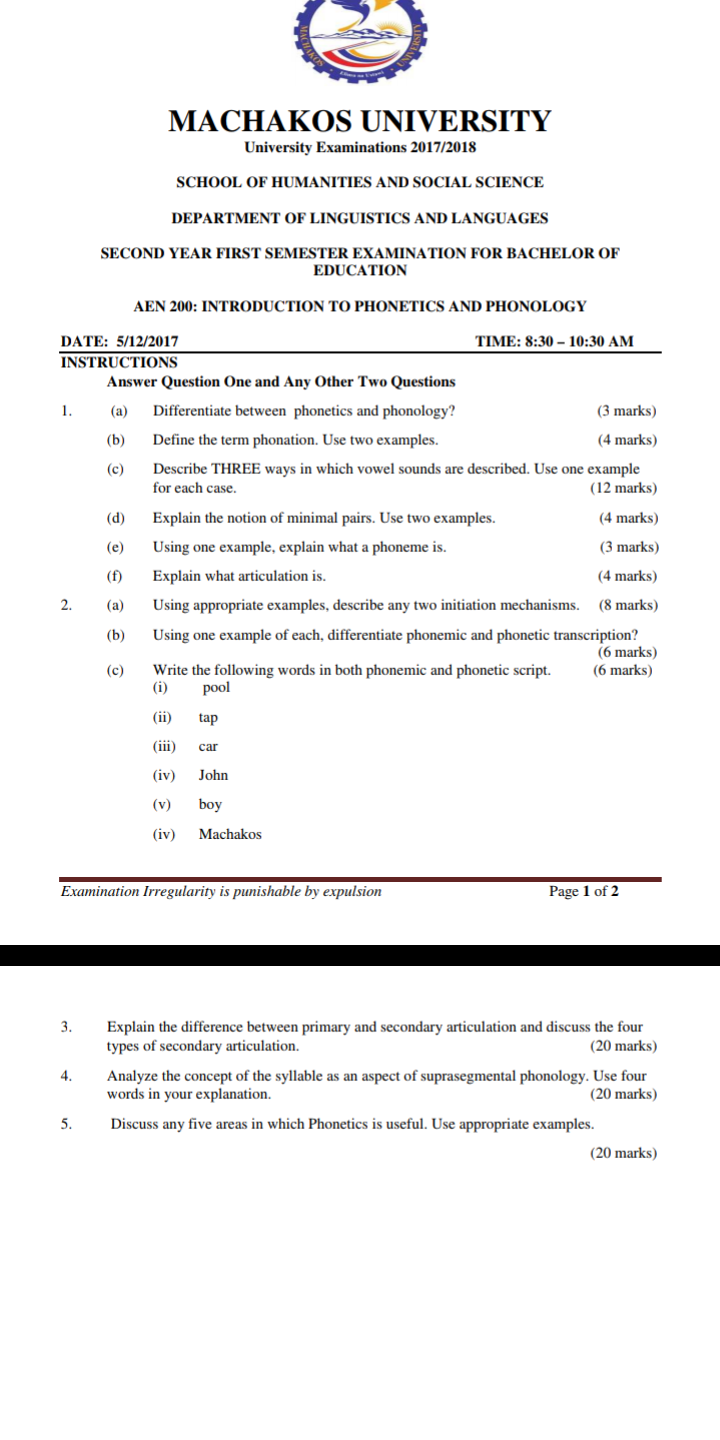 MACHAKOS UNIVERSITY
MACHAKOS UNIVERSITY
University Examinations 2017/2018
SCHOOL OF HUMANITIES AND SOCIAL SCIENCE
DEPARTMENT OF LINGUISTICS AND LANGUAGES
SECOND YEAR FIRST SEMESTER EXAMINATION FOR BACHELOR OF
EDUCATION
AEN 200: INTRODUCTION TO PHONETICS AND PHONOLOGY
DATE: 5/12/2017 TIME: 8:30 – 10:30 AM
INSTRUCTIONS
Answer Question One and Any Other Two Questions
1. (a) Differentiate between phonetics and phonology? (3 marks)
(b) Define the term phonation. Use two examples. (4 marks)
(c) Describe THREE ways in which vowel sounds are described. Use one example
for each case. (12 marks)
(d) Explain the notion of minimal pairs. Use two examples. (4 marks)
(e) Using one example, explain what a phoneme is. (3 marks)
(f) Explain what articulation is. (4 marks)
2. (a) Using appropriate examples, describe any two initiation mechanisms. (8 marks)
(b) Using one example of each, differentiate phonemic and phonetic transcription?
(6 marks)
(c) Write the following words in both phonemic and phonetic script. (6 marks)
(i) pool
(ii) tap
(iii) car
(iv) John
(v) boy
(iv) Machakos
Examination Irregularity is punishable by expulsion Page 1 of 2
3. Explain the difference between primary and secondary articulation and discuss the four
types of secondary articulation. (20 marks)
4. Analyze the concept of the syllable as an aspect of suprasegmental phonology. Use four
words in your explanation. (20 marks)
5. Discuss any five areas in which Phonetics is useful. Use appropriate examples.
(20 marks)